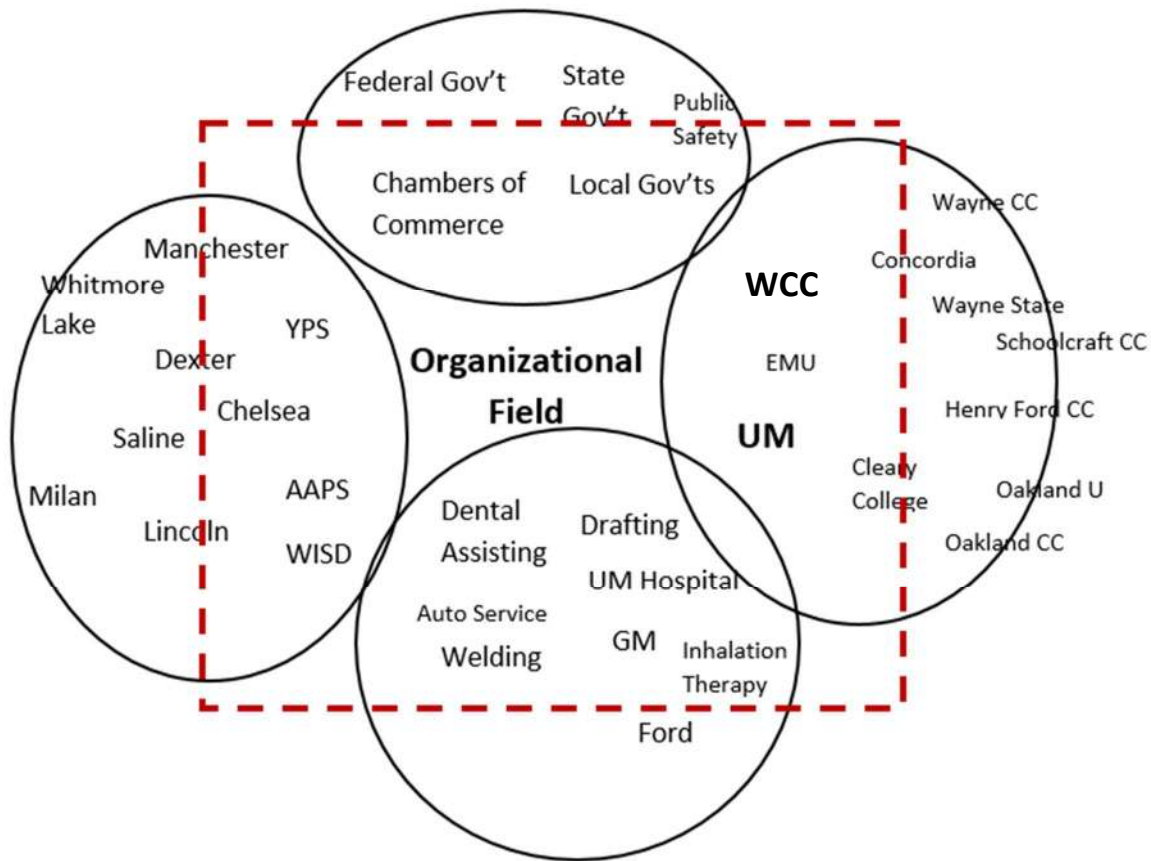 Federal Gov't
State
Gov't
Public
Safety
Chambers of
Commerce
Local Gov'ts
Manchester
Whitmore
Lake
YPS
Dexter
Chelsea
Saline
Milan
AAPS
Lincoln
WISD
Organizational
Field
WCC
EMU
UM
Wayne CC
Concordia
Wayne State
Schoolcraft CC
Henry Ford CC
Cleary
College
Oakland U
Oakland CC
Dental
Assisting
Drafting
UM Hospital
Auto Service
Welding
GM
Inhalation
Therapy
Ford